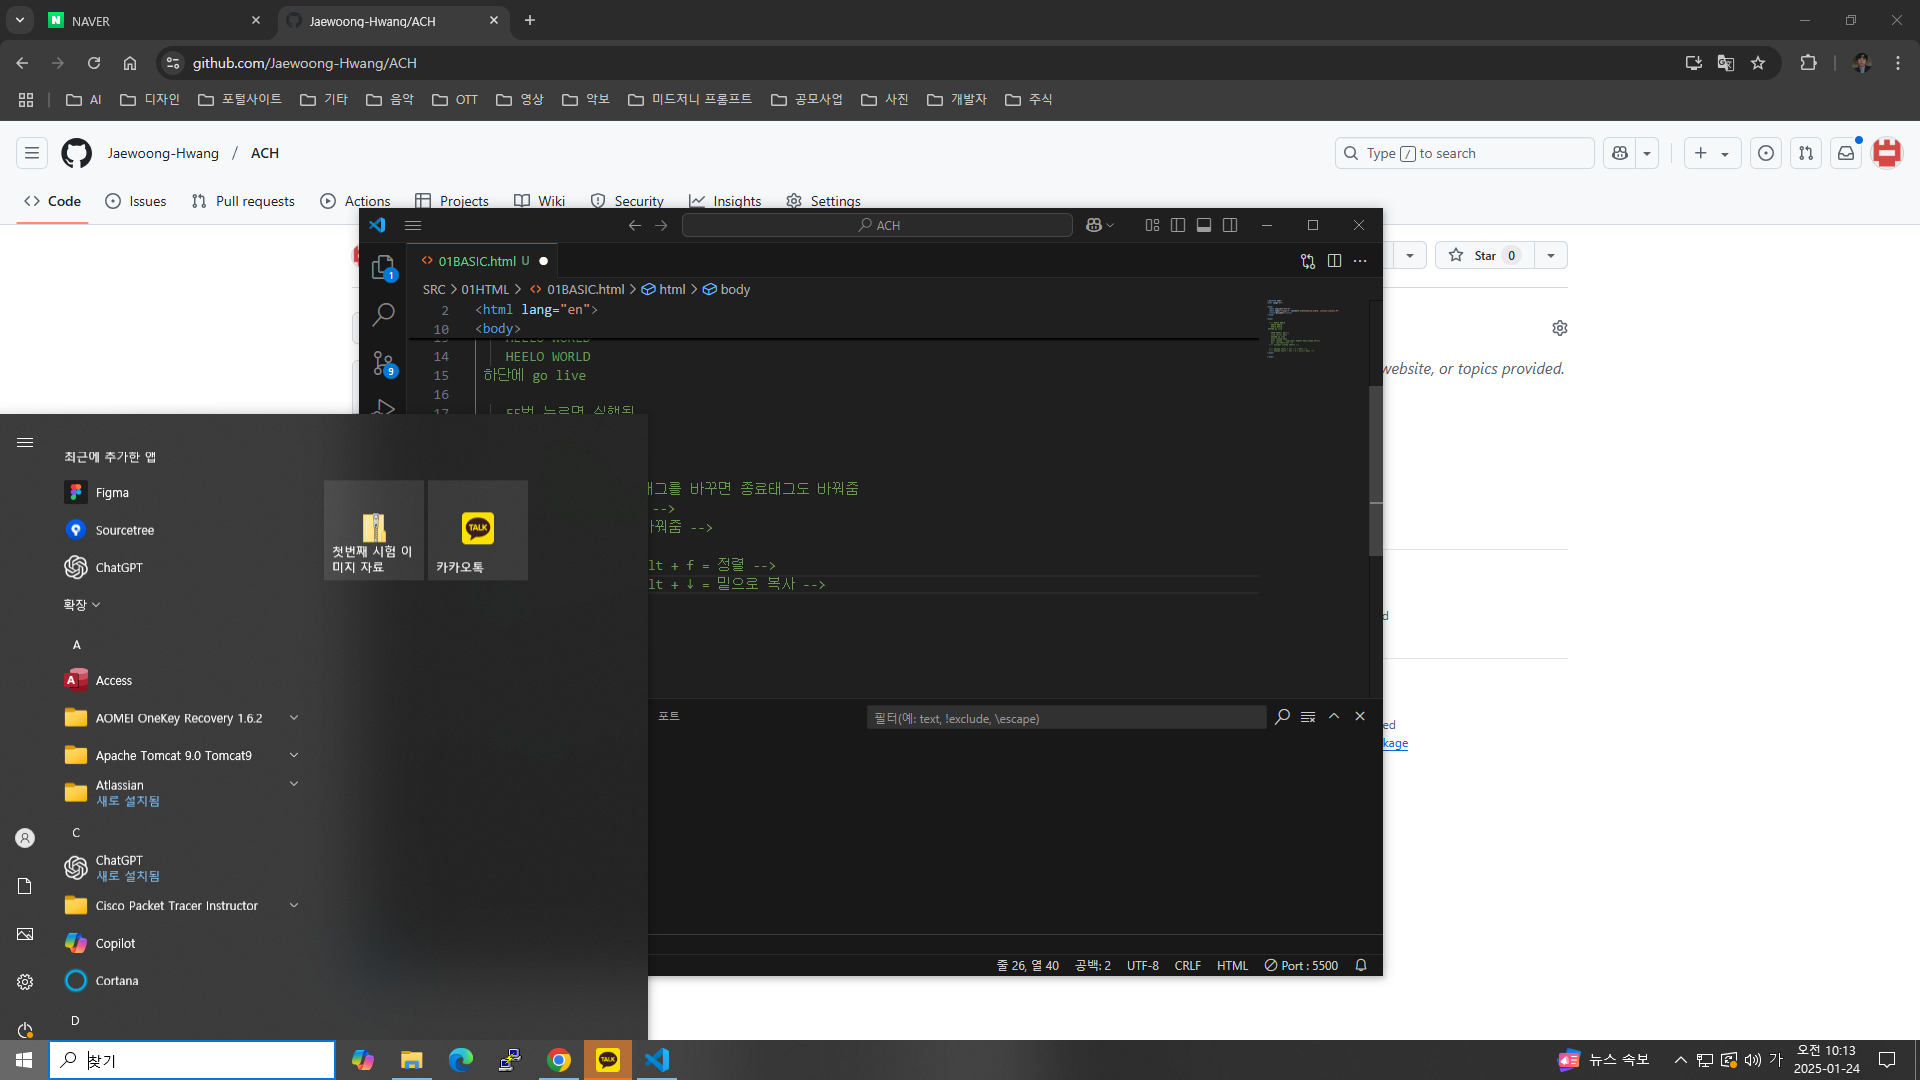 NAVER
Jaewoong-Hwang/ACH
github.com/Jaewoong-Hwang/ACH
AI 디자인 포털사이트 기타 음악 OTT 영상 악보 미드저니 프롬프트 공모사업 사진 개발자 주식
Jaewoong-Hwang / ACH
Type / to search
Code Issues Pull requests Actions Projects Wiki Security Insights Settings
ACH
Star 0
01BASIC.html U
1
SRC > 01HTML > 01BASIC.html > html > body
2 <html lang="en">
10 <body>
14 HEELO WORLD
15 하단에 go live
16
9
website, or topics provided.
최근에 추가한 앱
Figma
Sourcetree
ChatGPT
확장
첫번째 시험 이
미지 자료
카카오톡
TALK
태그를 바꾸면 종료태그도 바꿔줌
-->
바꿔줌 -->
lt + f = 정렬 -->
lt + ↓ = 밑으로 복사 -->
A
Access
AOMEI OneKey Recovery 1.6.2
Apache Tomcat 9.0 Tomcat9
Atlassian
새로 설치됨
C
ChatGPT
새로 설치됨
Cisco Packet Tracer Instructor
Copilot
Cortana
D
포트
필터(예: text, !exclude, \escape)
d
ed
kage
줄 26, 열 40 공백: 2 UTF-8 CRLF HTML Port : 5500
찾기
TALK
뉴스 속보
가
오전 10:13
2025-01-24